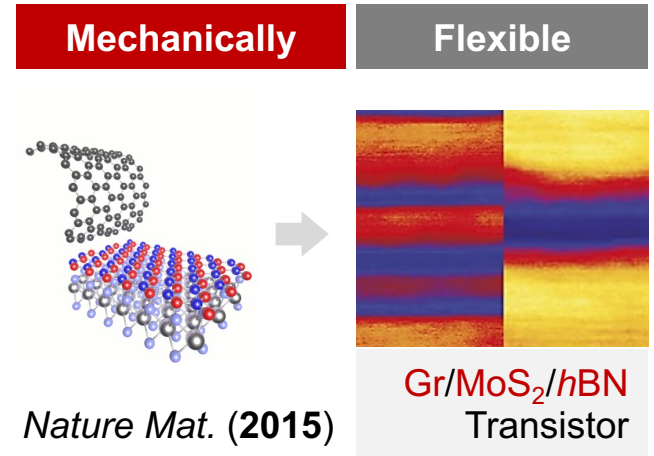 Mechanically
Flexible
Nature Mat. (2015)
Gr/MoS₂/hBN
Transistor